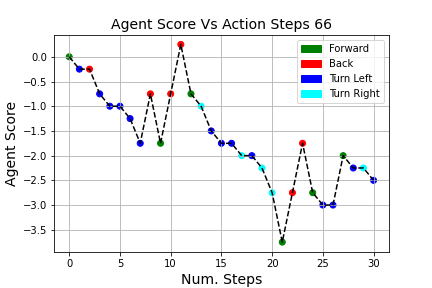 Agent Score Vs Action Steps 66
Forward
Back
Turn Left
Turn Right
Agent Score
0.0
−0.5
−1.0
−1.5
−2.0
−2.5
−3.0
−3.5
0 5 10 15 20 25 30
Num. Steps